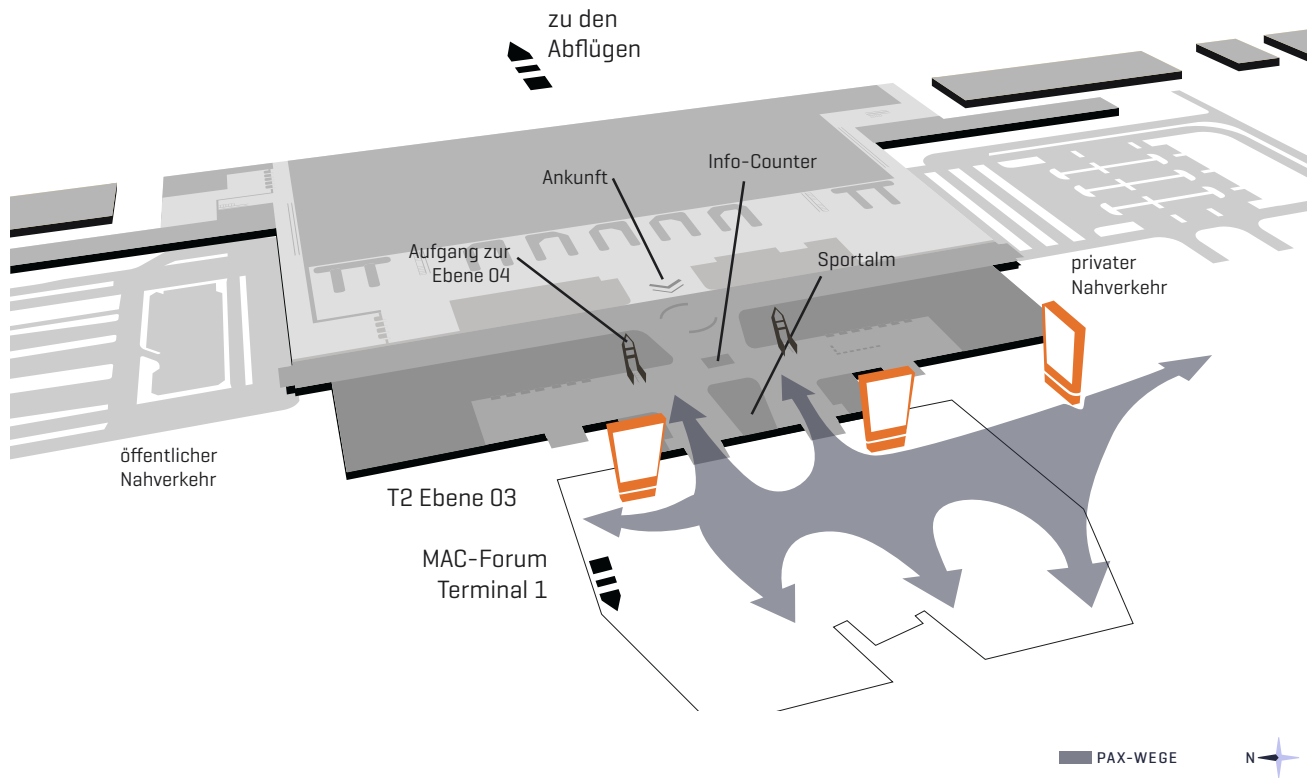 zu den
Abflügen
Info-Counter
Ankunft
Aufgang zur
Ebene 04
Sportalm
privater
Nahverkehr
öffentlicher
Nahverkehr
T2 Ebene 03
MAC-Forum
Terminal 1
PAX-WEGE
N